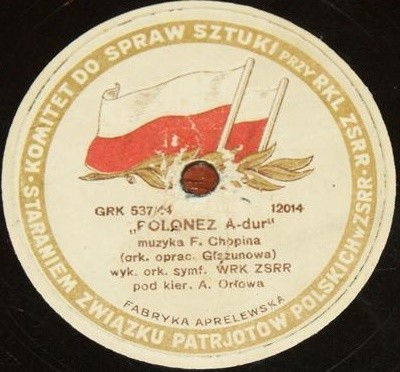 KOMITET DO SPRAW SZTUKI PRZY RKL ZSRR
STARANIEM ZWIĄZKU PATRJOTÓW POLSKICH W ZSRR
GRK 537/44 12014
„POLONEZ A-dur“
muzyka F. Chopina
(ork. oprac. Głazunowa)
wyk. ork. symf. WRK ZSRR
pod kier. A. Orłowa
FABRYKA APRELEWSKA